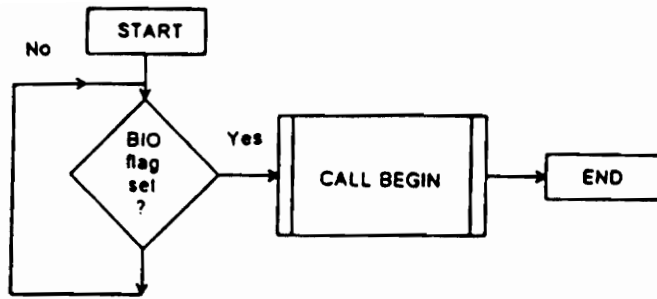 START
No
BIO
flag
set
?
Yes
CALL BEGIN
END